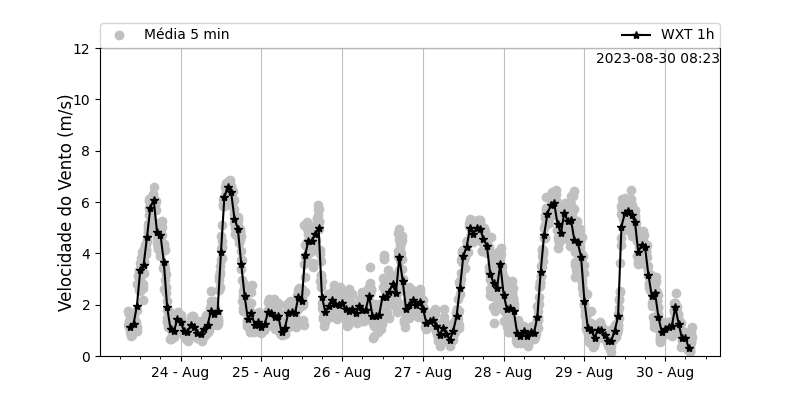 Média 5 min
WXT 1h
2023-08-30 08:23
Velocidade do Vento (m/s)
12
10
8
6
4
2
0
24 - Aug
25 - Aug
26 - Aug
27 - Aug
28 - Aug
29 - Aug
30 - Aug